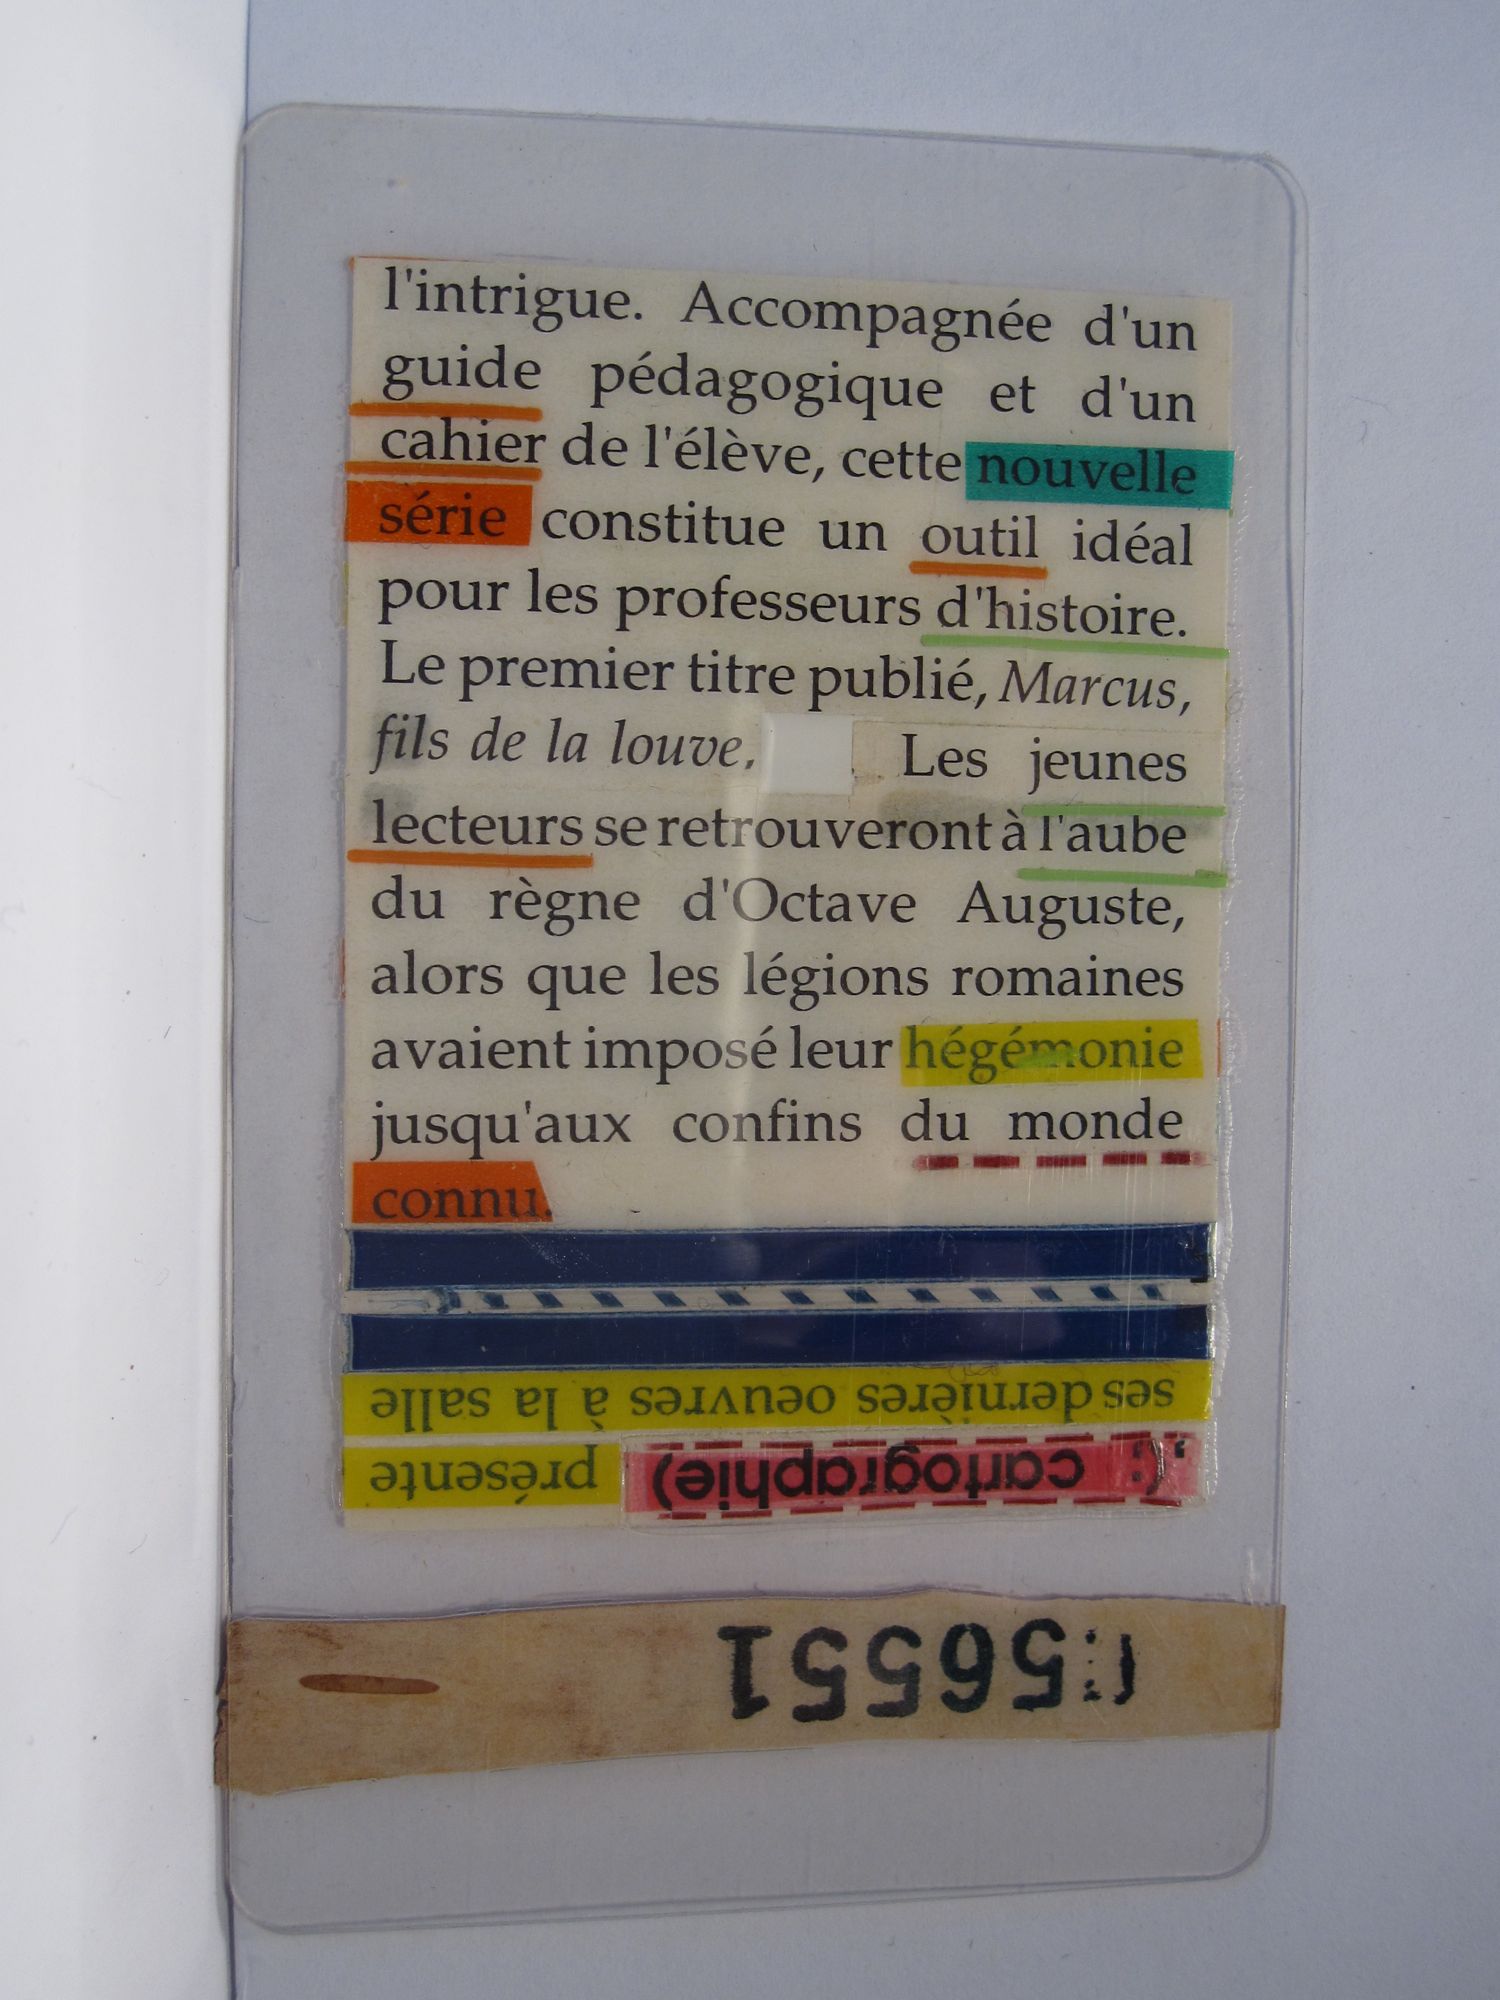 l'intrigue. Accompagnée d'un
guide pédagogique et d'un
cahier de l'élève, cette nouvelle
série constitue un outil idéal
pour les professeurs d'histoire.
Le premier titre publié, Marcus,
fils de la louve. Les jeunes
lecteurs se retrouveront à l'aube
du règne d'Octave Auguste,
alors que les légions romaines
avaient imposé leur hégémonie
jusqu'aux confins du monde
connu.
ses dernières oeuvres à la salle
présente cartographie)
56551